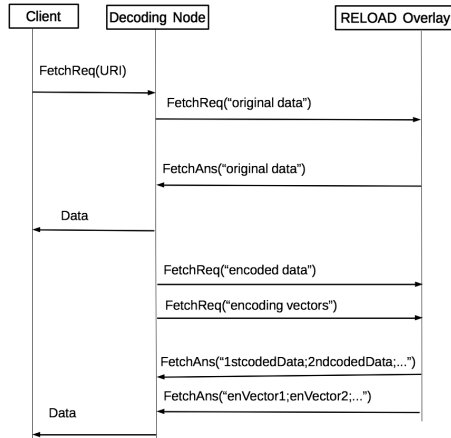 Client
Decoding Node
RELOAD Overlay
FetchReq(URI)
FetchReq(“original data”)
FetchAns(“original data”)
Data
FetchReq(“encoded data”)
FetchReq(“encoding vectors”)
FetchAns(“1stcodedData;2ndcodedData;...”)
FetchAns(“enVector1;enVector2;...”)
Data